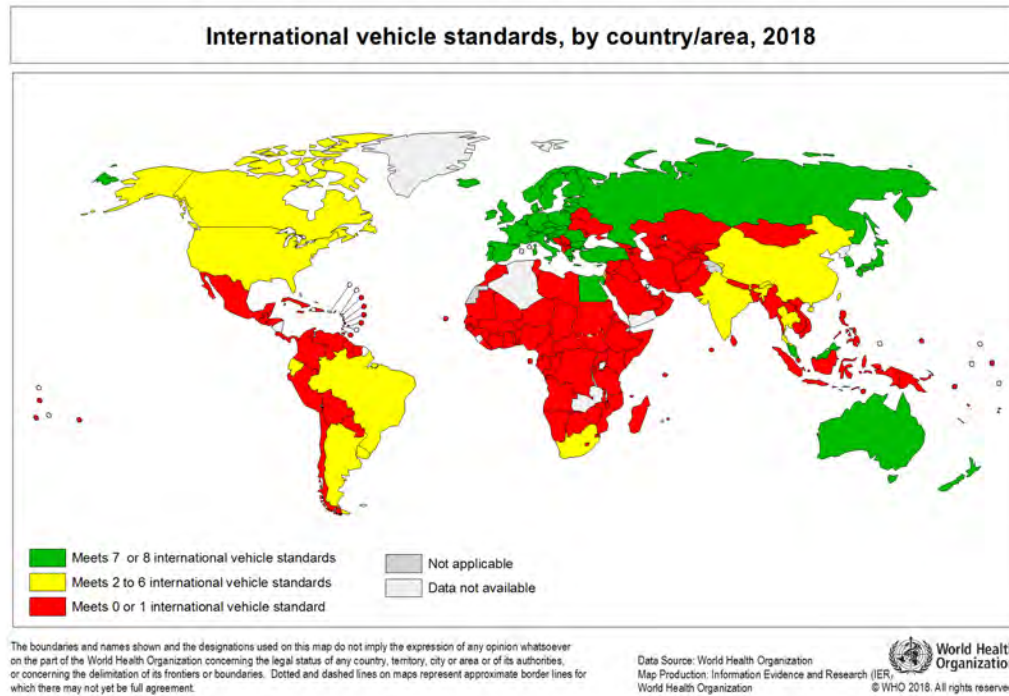 International vehicle standards, by country/area, 2018
Meets 7 or 8 international vehicle standards
Meets 2 to 6 international vehicle standards
Meets 0 or 1 international vehicle standard
Not applicable
Data not available
The boundaries and names shown and the designations used on this map do not imply the expression of any opinion whatsoever
on the part of the World Health Organization concerning the legal status of any country, territory, city or area or of its authorities,
or concerning the delimitation of its frontiers or boundaries. Dotted and dashed lines on maps represent approximate border lines for
which there may not yet be full agreement.
Data Source: World Health Organization
Map Production: Information Evidence and Research (IER)
World Health Organization
World Health
Organization
© WHO 2018. All rights reserved